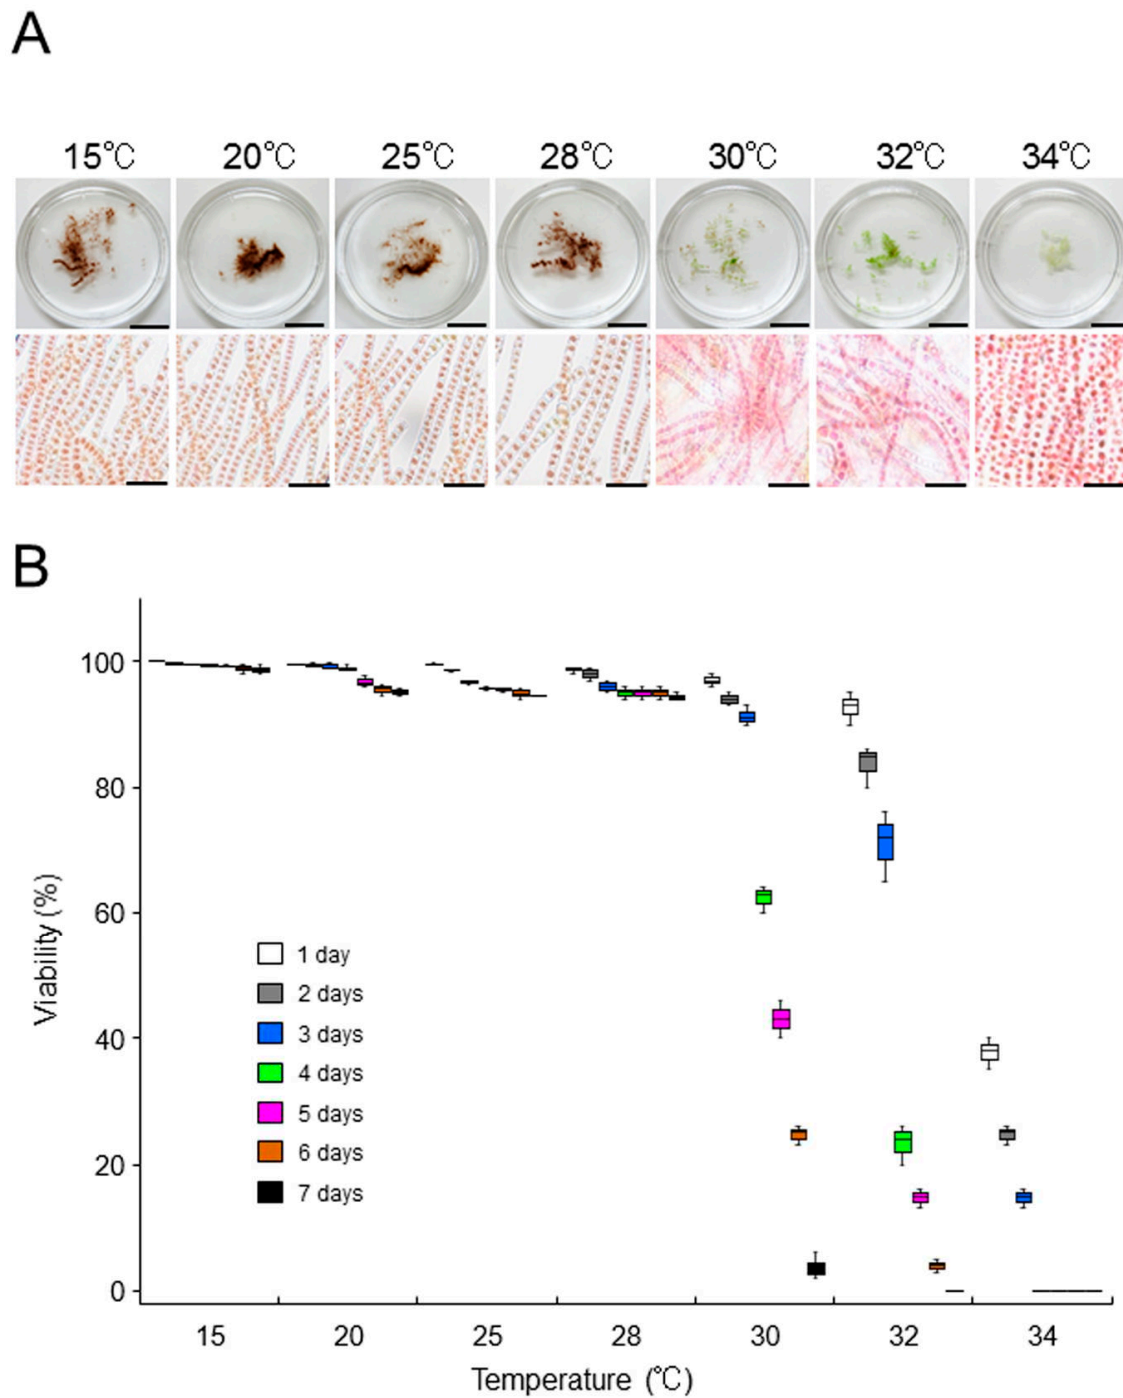 A
15℃ 20℃ 25℃ 28℃ 30℃ 32℃ 34℃
B
100
80
60
40
20
0
Viability (%)
1 day
2 days
3 days
4 days
5 days
6 days
7 days
15 20 25 28 30 32 34
Temperature (℃)